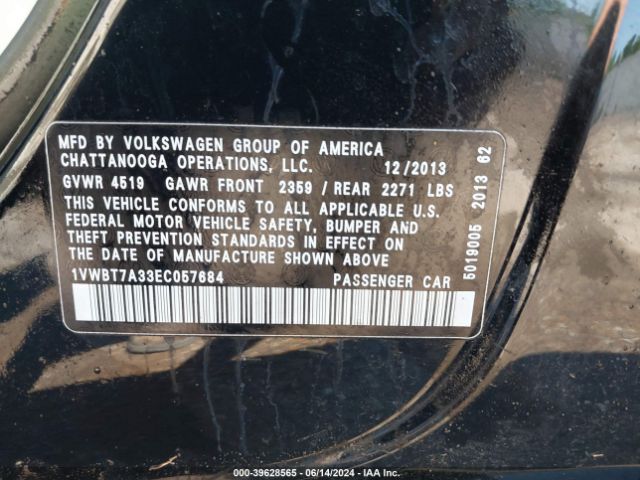 MFD BY VOLKSWAGEN GROUP OF AMERICA
CHATTANOOGA OPERATIONS, LLC. 12/2013
GVWR 4519 GAWR FRONT 2359 / REAR 2271 LBS
THIS VEHICLE CONFORMS TO ALL APPLICABLE U.S.
FEDERAL MOTOR VEHICLE SAFETY, BUMPER AND
THEFT PREVENTION STANDARDS IN EFFECT ON
THE DATE OF MANUFACTURE SHOWN ABOVE
1VWBT7A33EC057684 PASSENGER CAR
5019005 2013 62
000-39628565 - 06/14/2024 - IAA Inc.